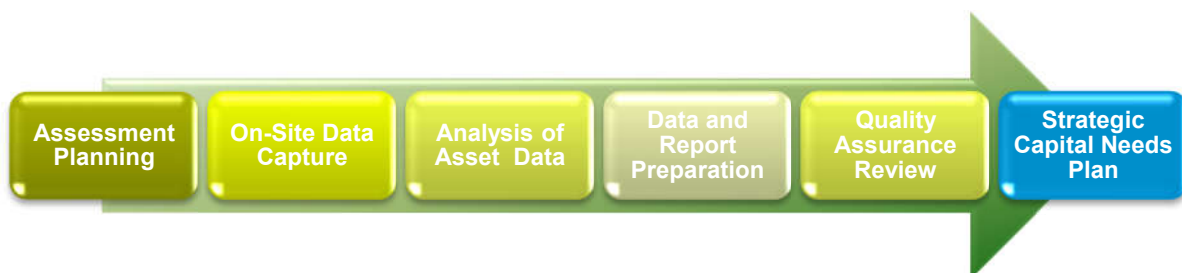 Assessment
Planning
On-Site Data
Capture
Analysis of
Asset Data
Data and
Report
Preparation
Quality
Assurance
Review
Strategic
Capital Needs
Plan